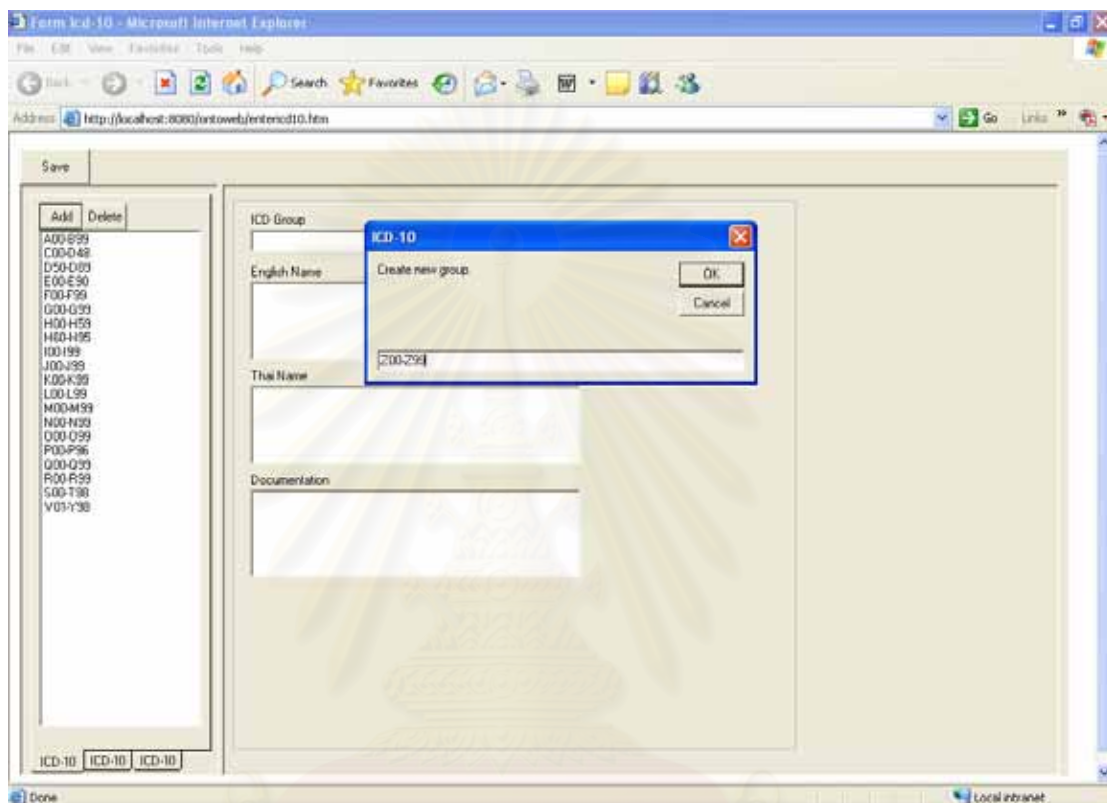 Form Icd-10 - Microsoft Internet Explorer
File Edit View Favorites Tools Help
Back Search Favorites
Address http://localhost:8080/ontoweb/entericd10.htm Go Links »
Save
Add Delete
A00-B99
C00-D48
D50-D89
E00-E90
F00-F99
G00-G99
H00-H59
H60-H95
I00-I99
J00-J99
K00-K99
L00-L99
M00-M99
N00-N99
O00-O99
P00-P96
Q00-Q99
R00-R99
S00-T98
V01-Y98
ICD-10 ICD-10 ICD-10
ICD Group
English Name
Thai Name
Documentation
ICD-10
Create new group
OK
Cancel
Z00-Z99
Done
Local intranet